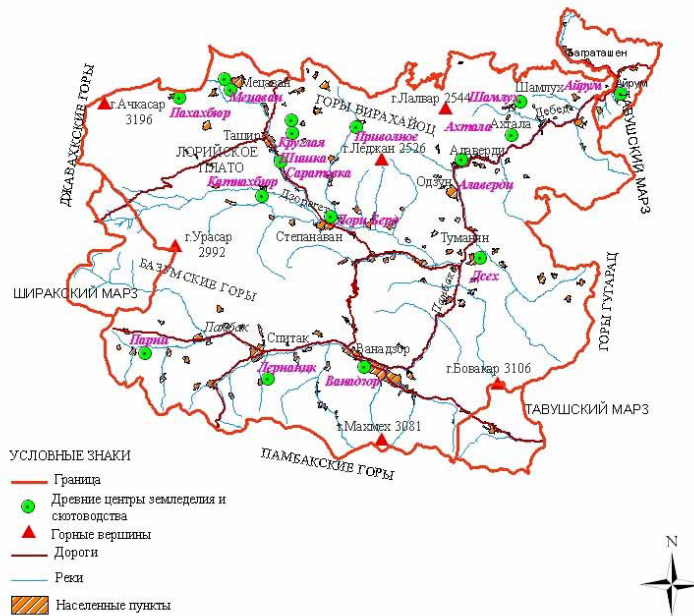 Баграташен
ДЖАВАХКСКИЕ ГОРЫ
г.Ачкасар
3196
Мецаван
Мецаван
Пахахбюр
ГОРЫ ВИРАХАЙОЦ
г.Лалвар 2544
Шамлух
Шамлух
Айрум
Айрум
Дебед
ТАВУШСКИЙ МАРЗ
Ташир
Круглая
Шишка
Саратовка
Приволное
г.Леджан 2526
Ахтала
Ахтала
Алаверди
Алаверди
ЛОРИЙСКОЕ
ПЛАТО
Катнахбюр
Одзун
Дзорагет
Лори Берд
Степанаван
Туманян
Дсех
г.Урасар
2992
БАЗУМСКИЕ ГОРЫ
Памбак
ГОРЫ ГУГАРАЦ
ШИРАКСКИЙ МАРЗ
Памбак
Парни
Спитак
Лернапик
Ванадзор
Ванадзор
г.Бовакар 3106
г.Махмех 3081
ТАВУШСКИЙ МАРЗ
ПАМБАКСКИЕ ГОРЫ
УСЛОВНЫЕ ЗНАКИ
Граница
Древние центры земледелия и
скотоводства
Горные вершины
Дороги
Реки
Населенные пункты
N